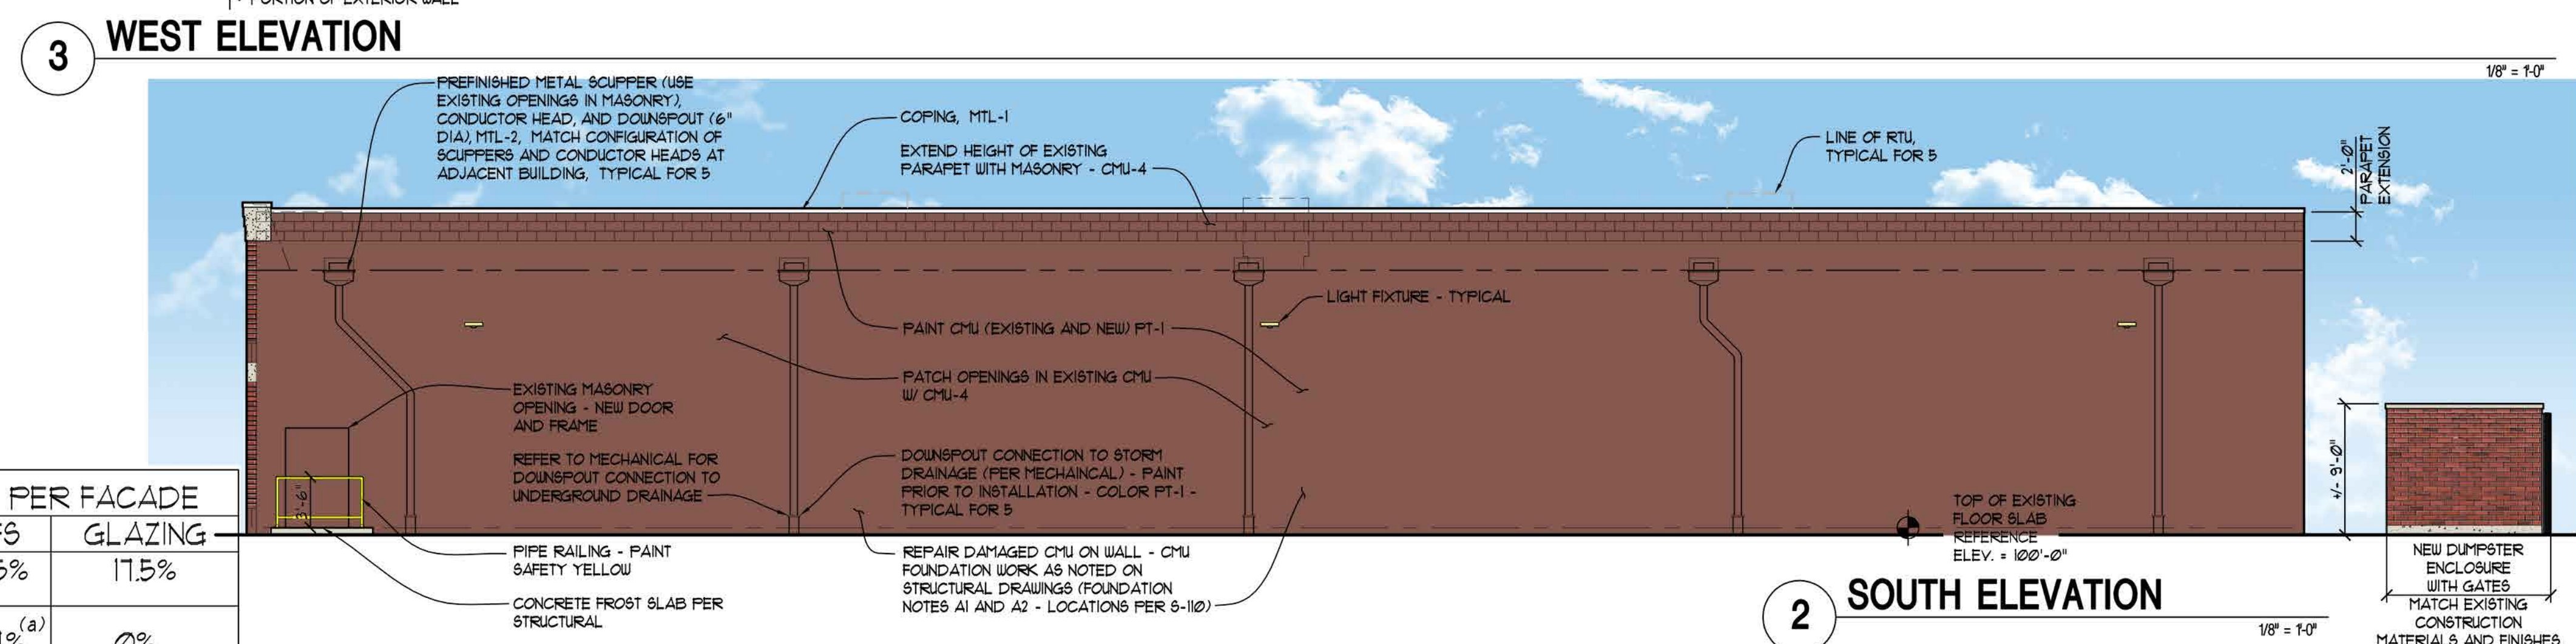 PORTION OF EXTERIOR WALL
3
WEST ELEVATION
1/8" = 1'-0"
PREFINISHED METAL SCUPPER (USE
EXISTING OPENINGS IN MASONRY),
CONDUCTOR HEAD, AND DOWNSPOUT (6"
DIA), MTL-2, MATCH CONFIGURATION OF
SCUPPERS AND CONDUCTOR HEADS AT
ADJACENT BUILDING, TYPICAL FOR 5
COPING, MTL-1
EXTEND HEIGHT OF EXISTING
PARAPET WITH MASONRY - CMU-4
LINE OF RTU,
TYPICAL FOR 5
2'-0"
PARAPET
EXTENSION
LIGHT FIXTURE - TYPICAL
PAINT CMU (EXISTING AND NEW) PT-1
PATCH OPENINGS IN EXISTING CMU
W/ CMU-4
EXISTING MASONRY
OPENING - NEW DOOR
AND FRAME
REFER TO MECHANICAL FOR
DOWNSPOUT CONNECTION TO
UNDERGROUND DRAINAGE
DOWNSPOUT CONNECTION TO STORM
DRAINAGE (PER MECHAINCAL) - PAINT
PRIOR TO INSTALLATION - COLOR PT-1 -
TYPICAL FOR 5
3'-6"
+/- 9'-0"
TOP OF EXISTING
FLOOR SLAB
REFERENCE
ELEV. = 100'-0"
PIPE RAILING - PAINT
SAFETY YELLOW
CONCRETE FROST SLAB PER
STRUCTURAL
REPAIR DAMAGED CMU ON WALL - CMU
FOUNDATION WORK AS NOTED ON
STRUCTURAL DRAWINGS (FOUNDATION
NOTES A1 AND A2 - LOCATIONS PER S-110)
NEW DUMPSTER
ENCLOSURE
WITH GATES
MATCH EXISTING
CONSTRUCTION
MATERIALS AND FINISHES
2
SOUTH ELEVATION
1/8" = 1'-0"
PER FACADE
GLAZING
17.5%
(a)
0%